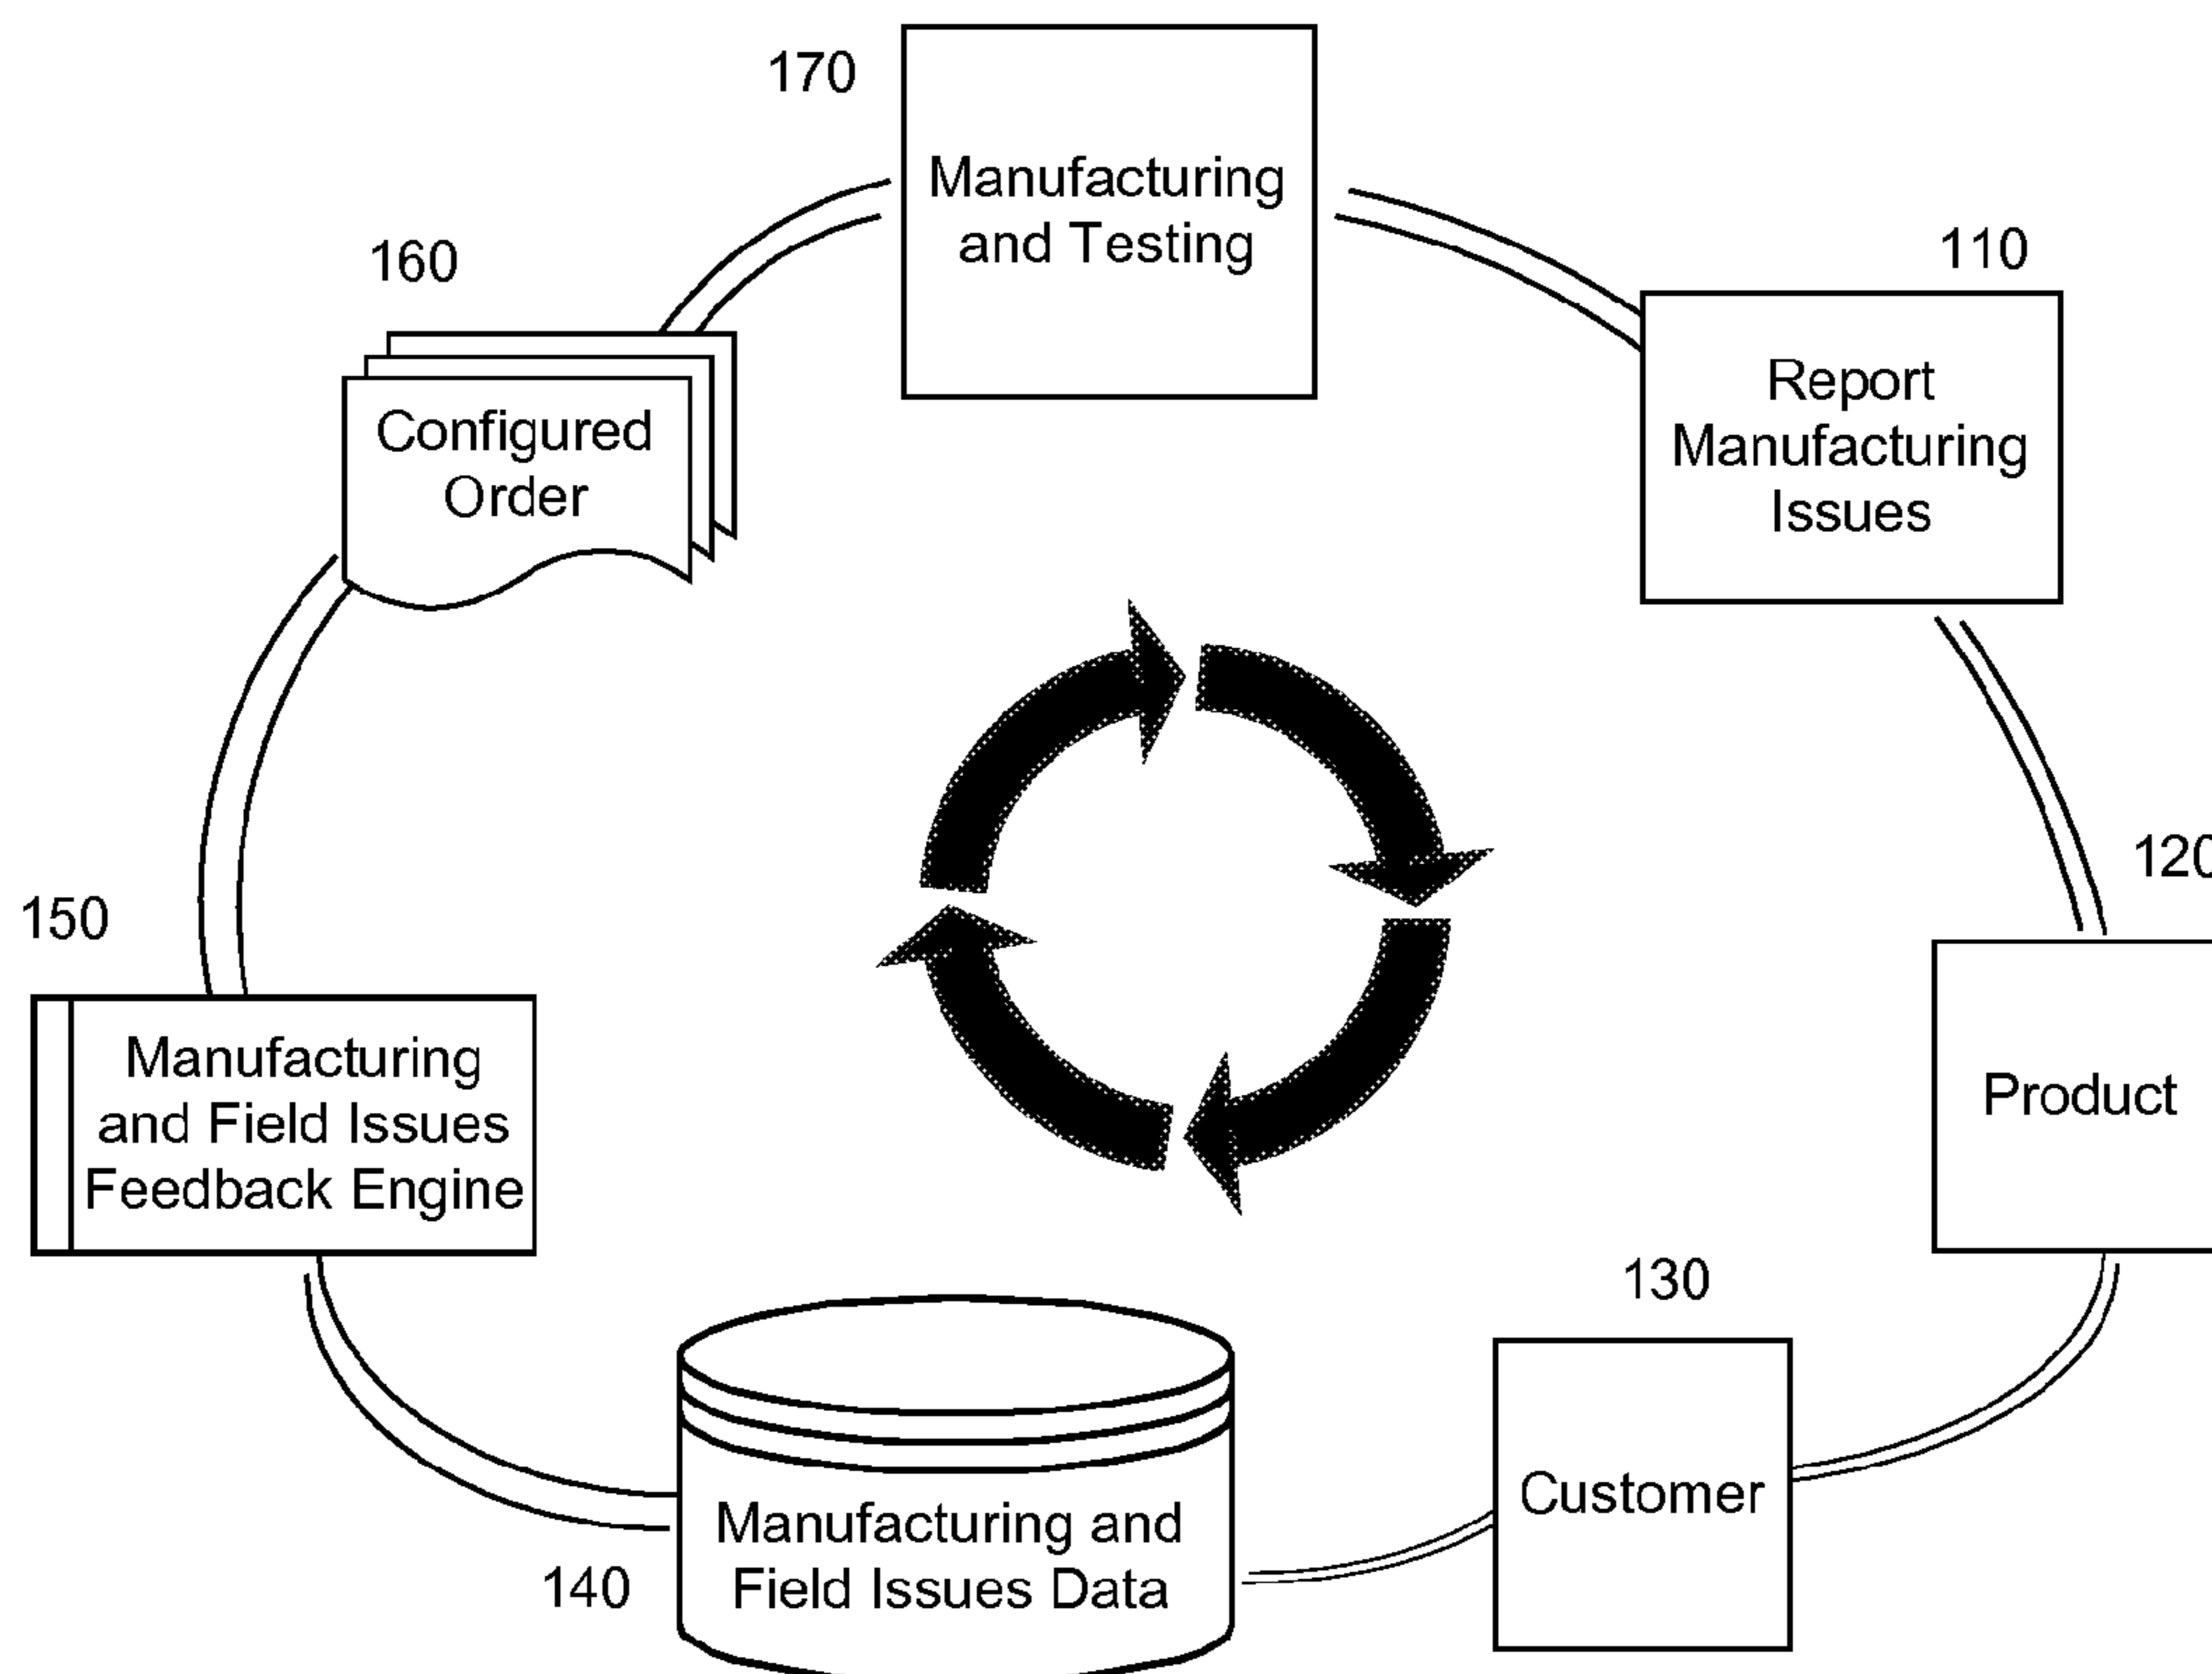 170
Manufacturing
and Testing
110
Report
Manufacturing
Issues
160
Configured
Order
120
Product
150
Manufacturing
and Field Issues
Feedback Engine
130
Customer
140
Manufacturing and
Field Issues Data